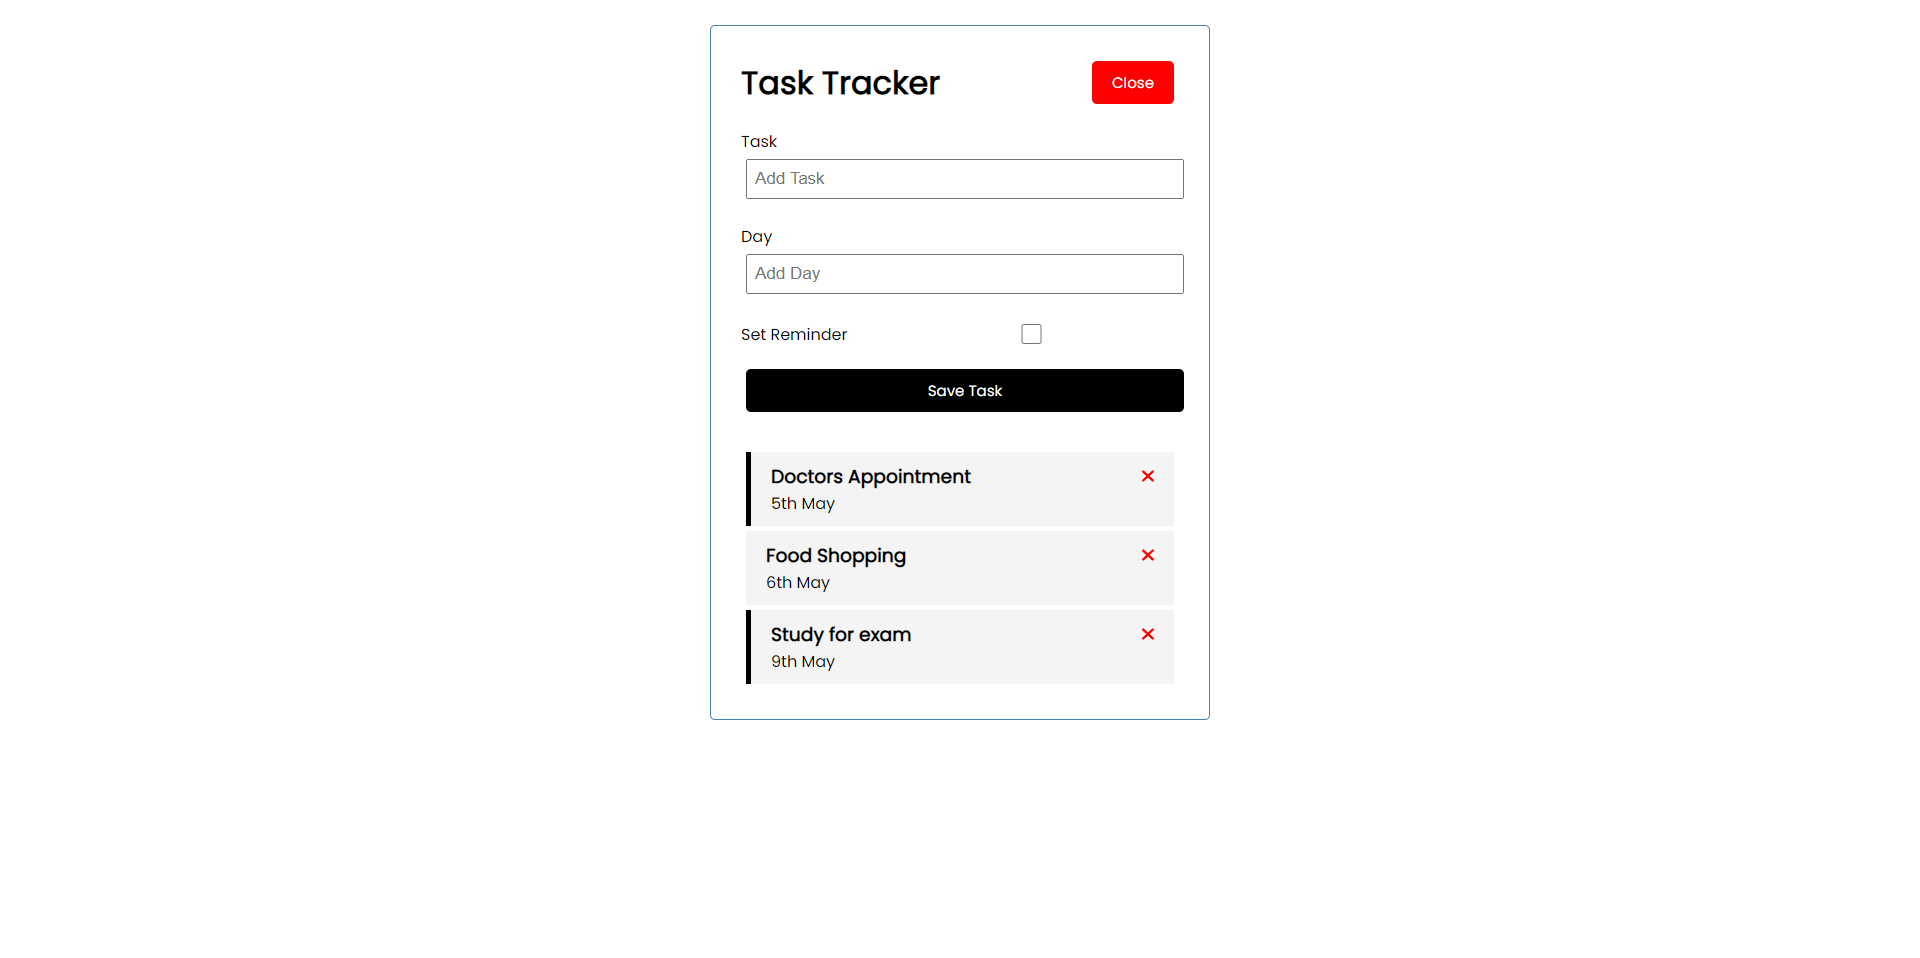 Task Tracker
Close
Task
Add Task
Day
Add Day
Set Reminder
Save Task
Doctors Appointment
5th May
Food Shopping
6th May
Study for exam
9th May